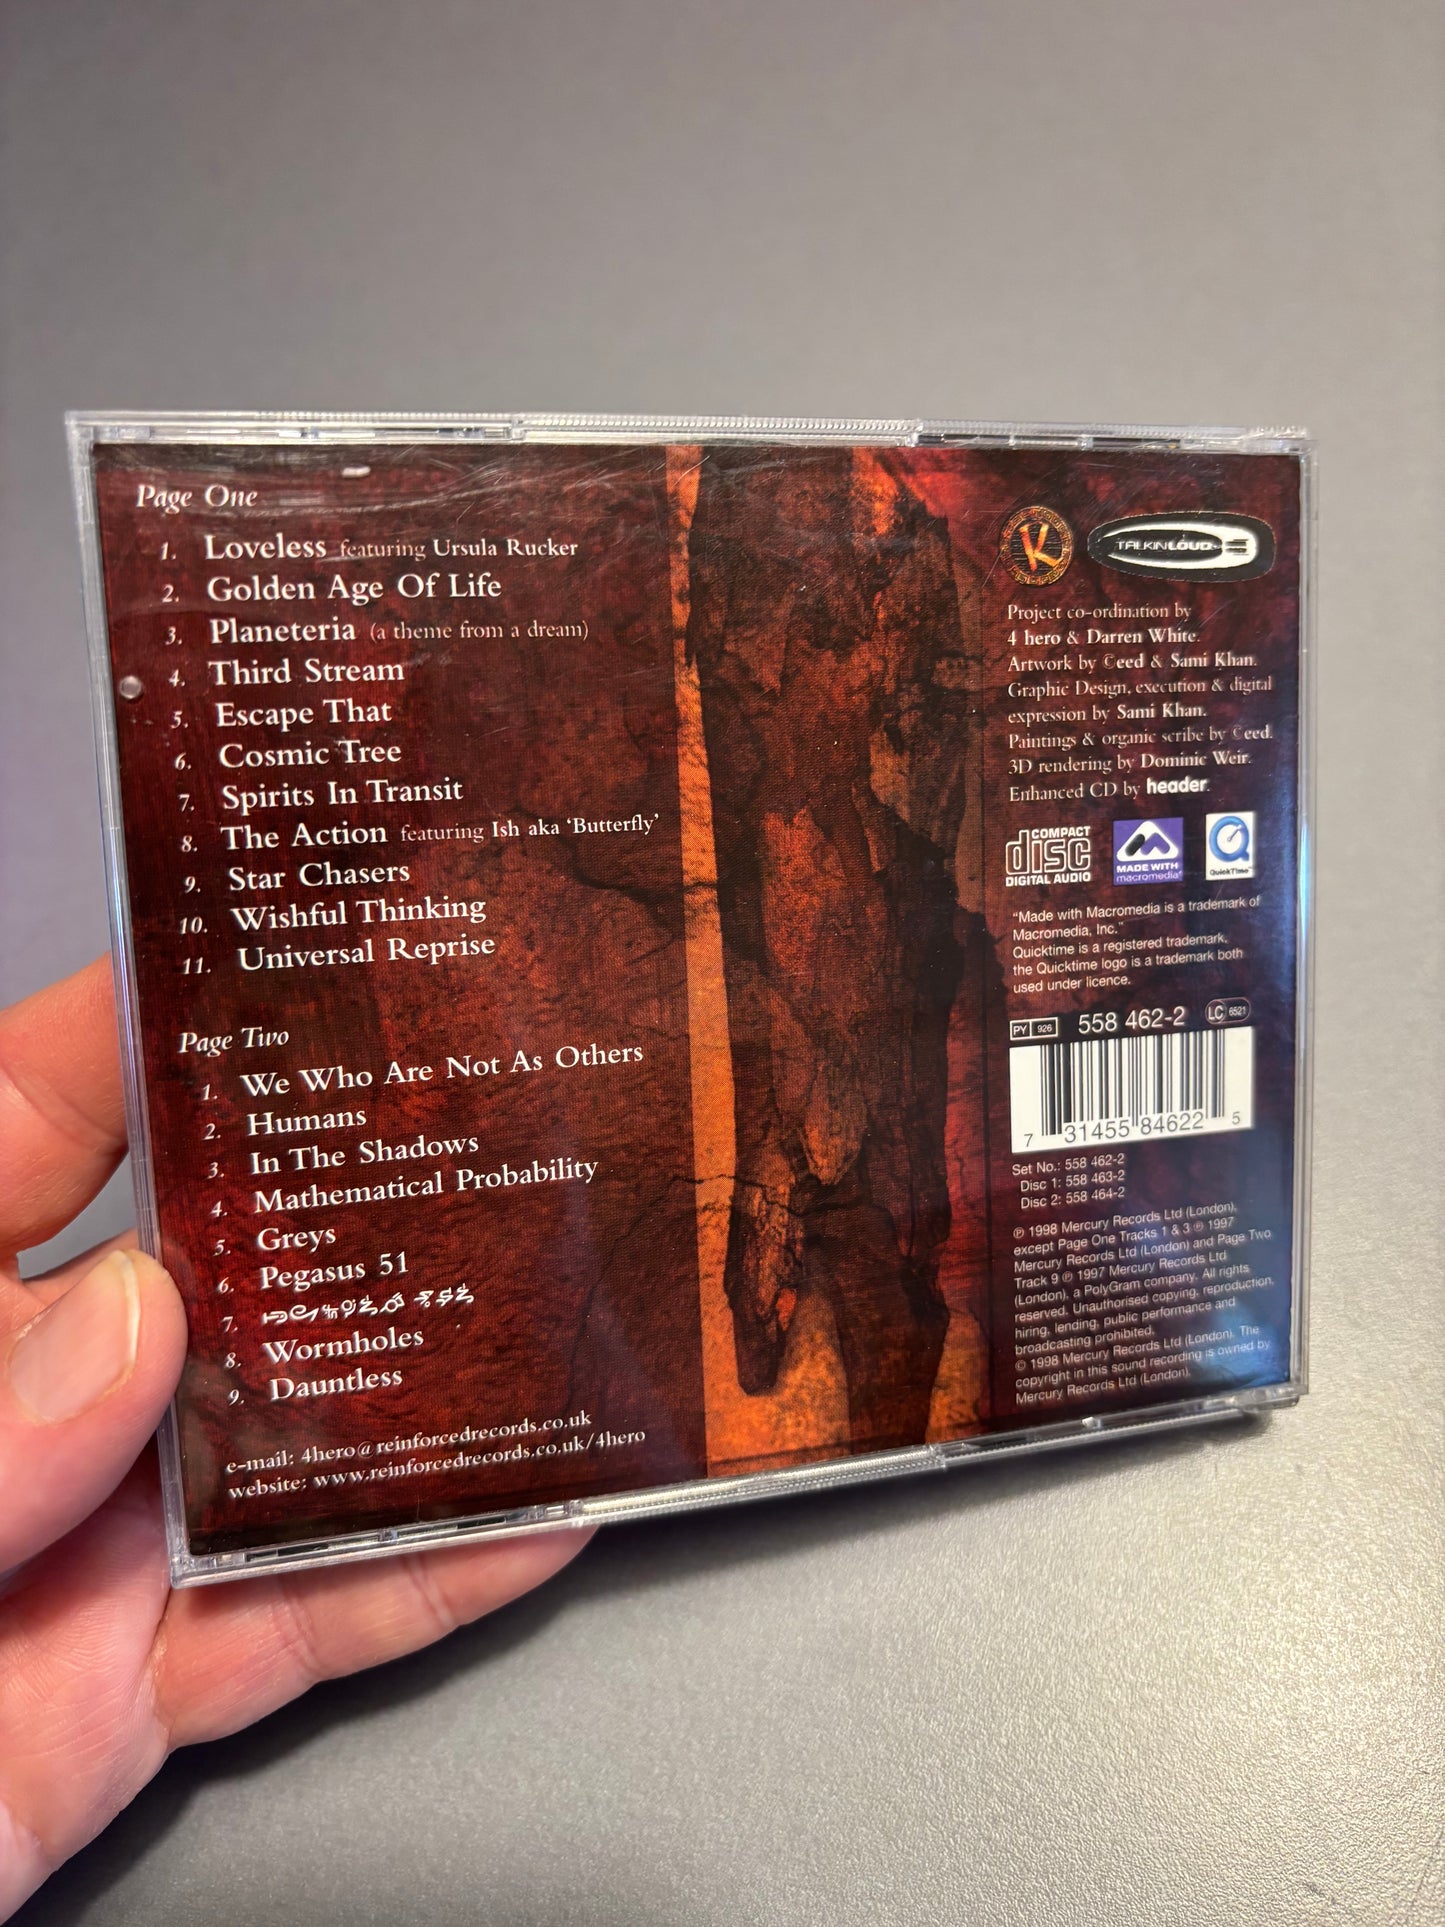 Page One
1. Loveless featuring Ursula Rucker
2. Golden Age Of Life
3. Planeteria (a theme from a dream)
4. Third Stream
5. Escape That
6. Cosmic Tree
7. Spirits In Transit
8. The Action featuring Ish aka ‘Butterfly’
9. Star Chasers
10. Wishful Thinking
11. Universal Reprise
Page Two
1. We Who Are Not As Others
2. Humans
3. In The Shadows
4. Mathematical Probability
5. Greys
6. Pegasus 51
7.
8. Wormholes
9. Dauntless
e-mail: 4hero@reinforcedrecords.co.uk
website: www.reinforcedrecords.co.uk/4hero
TALKINLOUD
Project co-ordination by
4 hero & Darren White.
Artwork by Ceed & Sami Khan.
Graphic Design, execution & digital
expression by Sami Khan.
Paintings & organic scribe by Ceed.
3D rendering by Dominic Weir.
Enhanced CD by header.
COMPACT
disc
DIGITAL AUDIO
MADE WITH
macromedia
QuickTime™
“Made with Macromedia is a trademark of
Macromedia, Inc.”
Quicktime is a registered trademark,
the Quicktime logo is a trademark both
used under licence.
PY 926 558 462-2 LC 6521
7 31455 84622 5
Set No.: 558 462-2
Disc 1: 558 463-2
Disc 2: 558 464-2
℗ 1998 Mercury Records Ltd (London),
except Page One Tracks 1 & 3 ℗ 1997
Mercury Records Ltd (London) and Page Two
Track 9 ℗ 1997 Mercury Records Ltd
(London), a PolyGram company. All rights
reserved. Unauthorised copying, reproduction,
hiring, lending, public performance and
broadcasting prohibited.
© 1998 Mercury Records Ltd (London). The
copyright in this sound recording is owned by
Mercury Records Ltd (London).